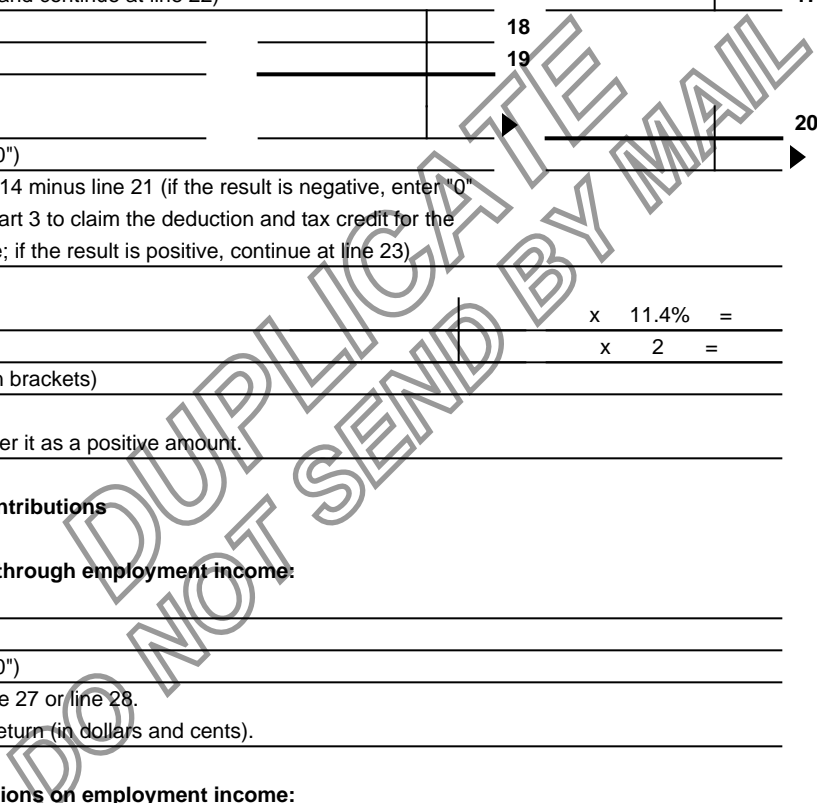 and continue at line 22)
18
19
20
0")
14 minus line 21 (if the result is negative, enter "0"
art 3 to claim the deduction and tax credit for the
e; if the result is positive, continue at line 23)
x 11.4% =
x 2 =
n brackets)
er it as a positive amount.
ntributions
through employment income:
0")
e 27 or line 28.
eturn (in dollars and cents).
ions on employment income:
DUPLICATE
DO NOT SEND BY MAIL